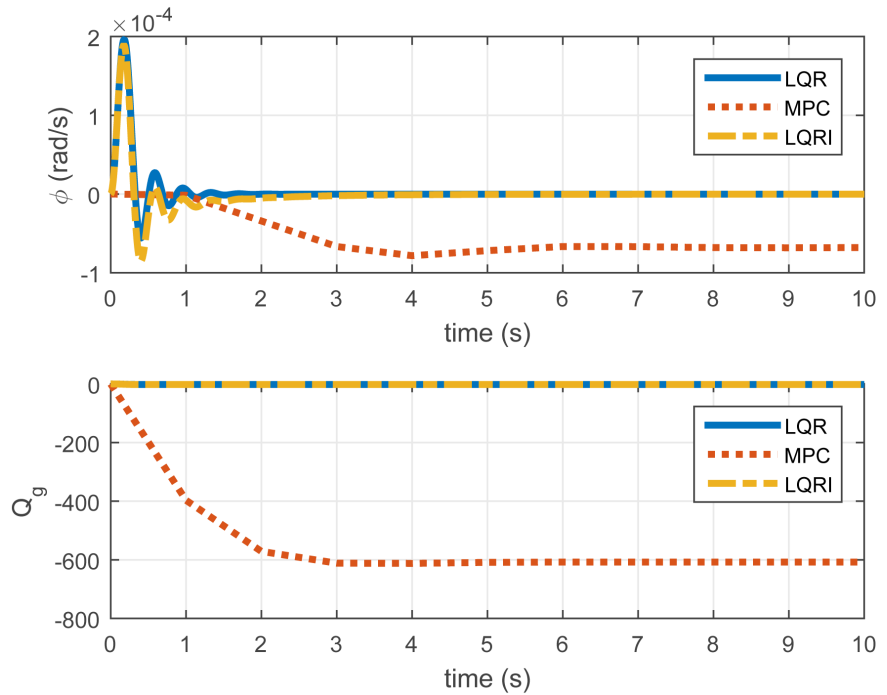 ×10-4
2
1
0
-1
ϕ (rad/s)
LQR
MPC
LQRI
0 1 2 3 4 5 6 7 8 9 10
time (s)
0
-200
-400
-600
-800
Qg
LQR
MPC
LQRI
0 1 2 3 4 5 6 7 8 9 10
time (s)